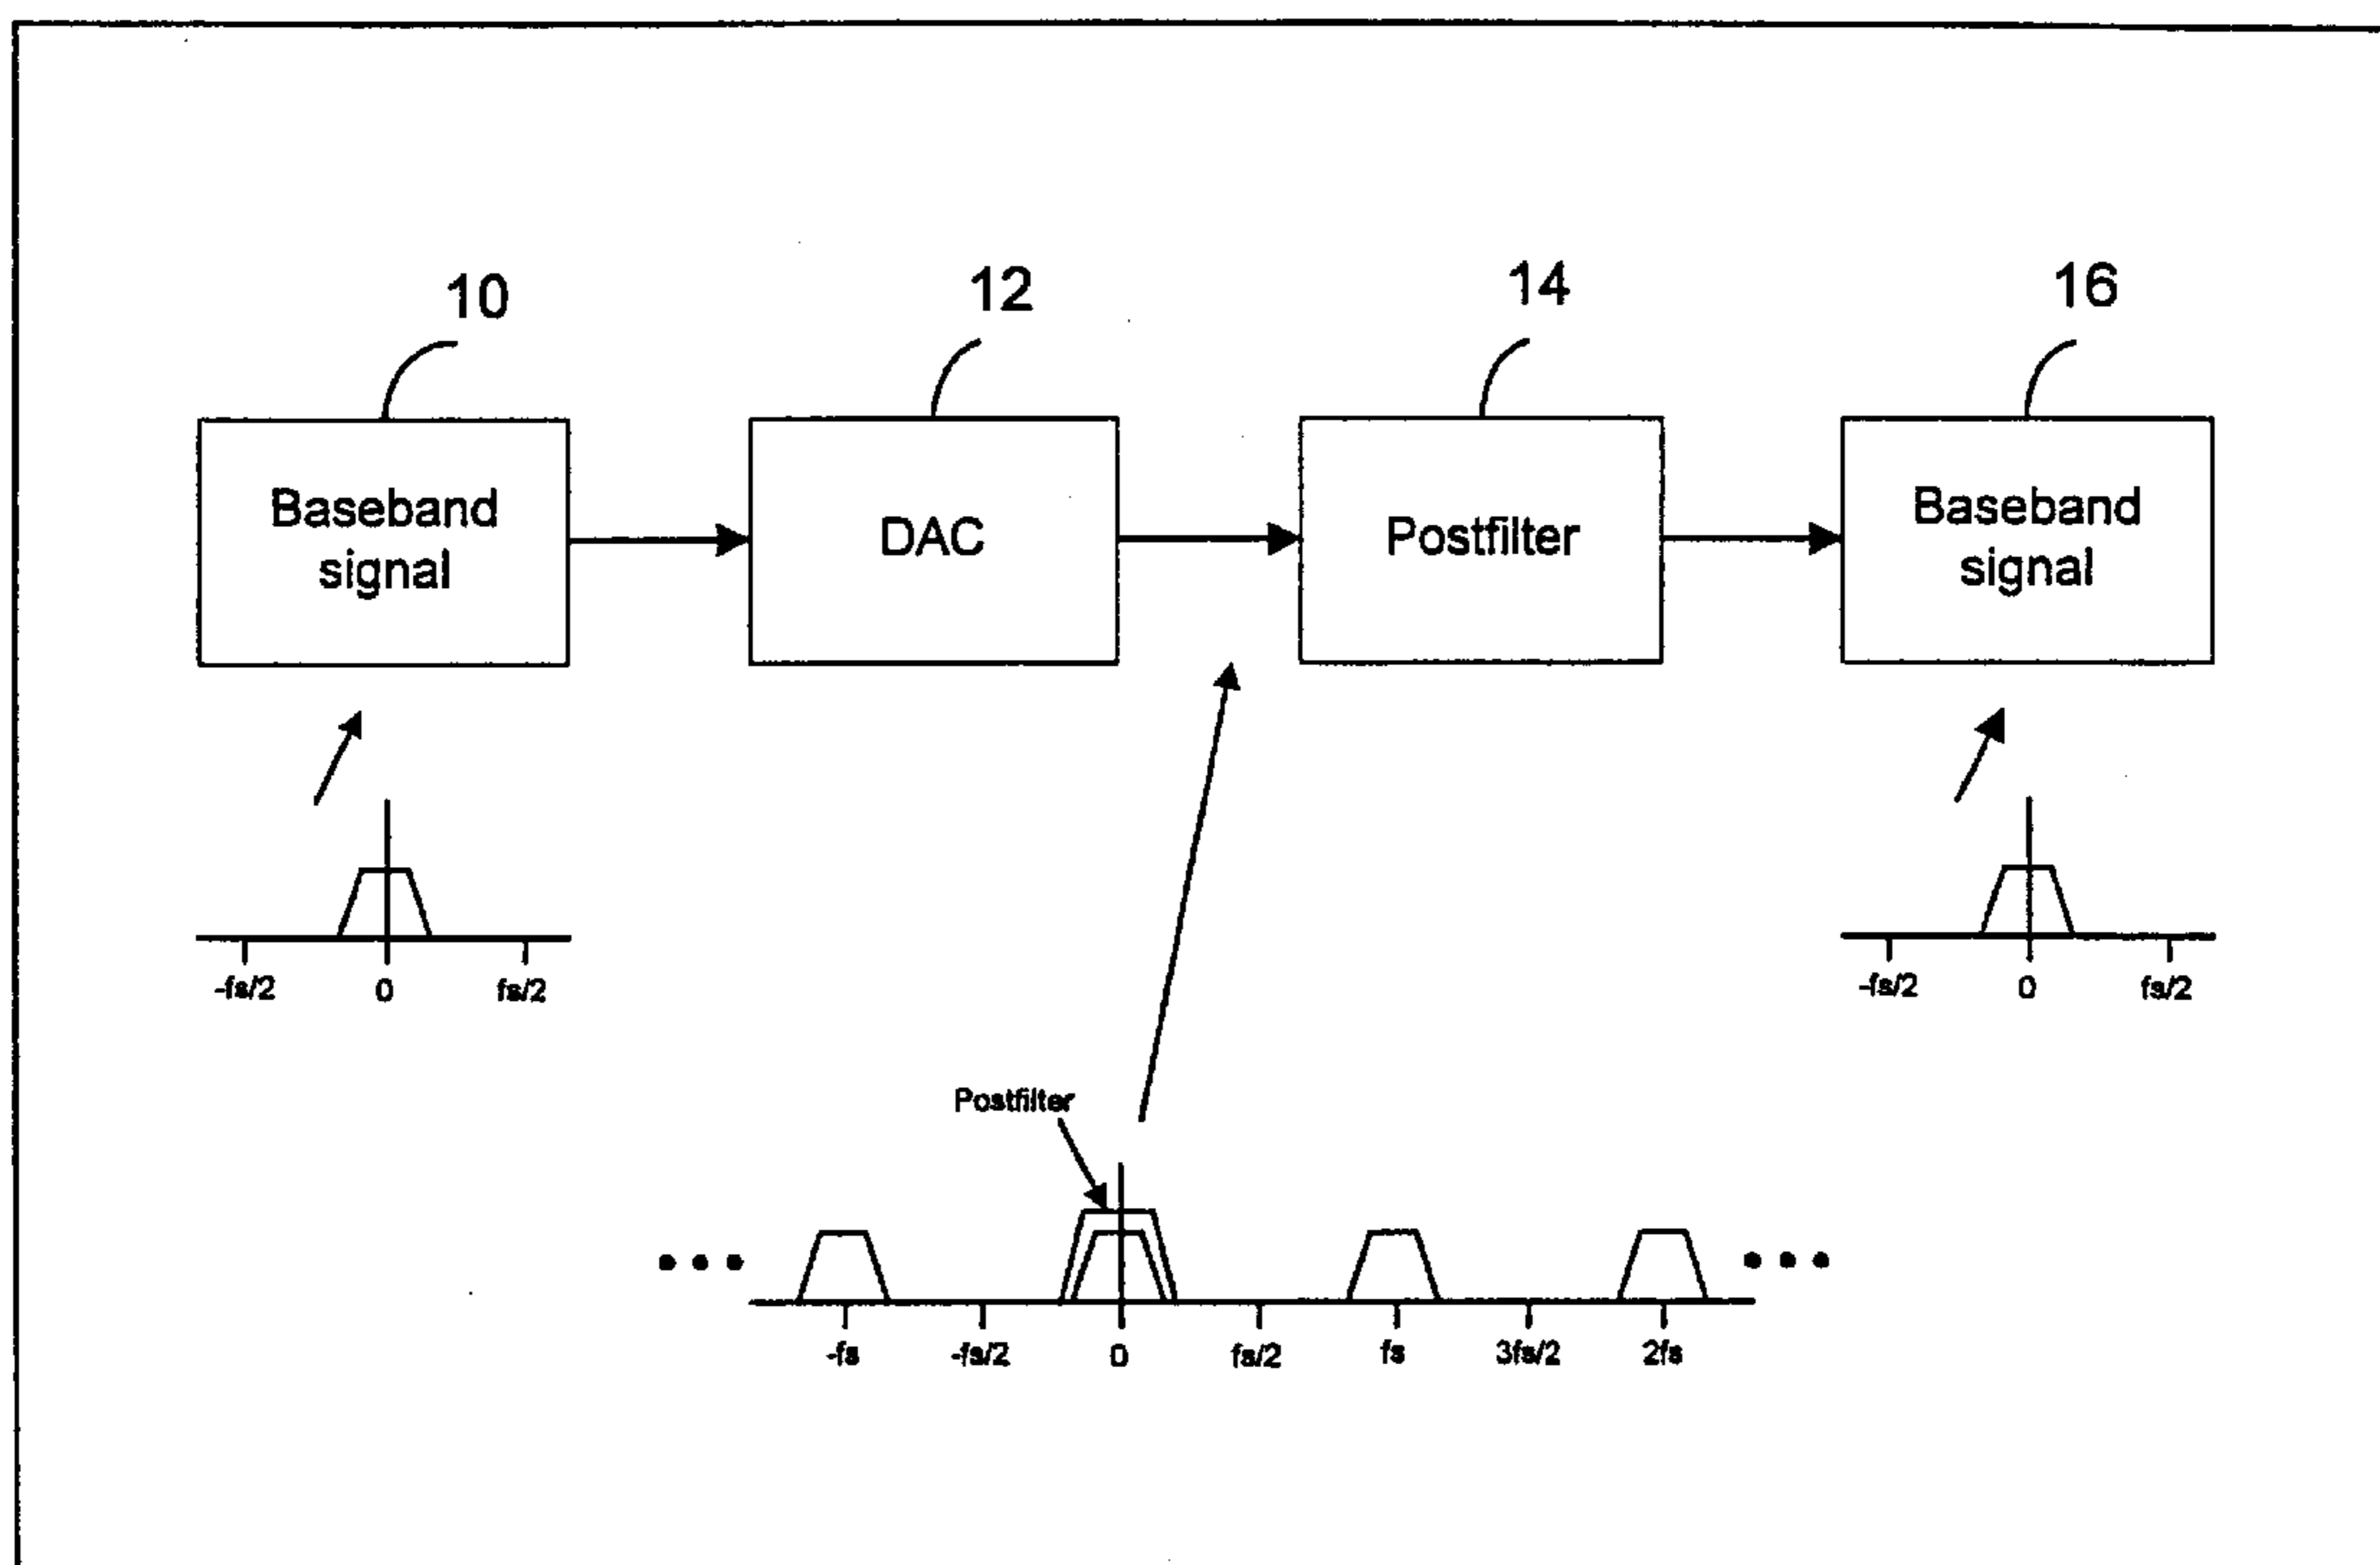 10
12
14
16
Baseband
signal
DAC
Postfilter
Baseband
signal
-fs/2
0
fs/2
-fs/2
0
fs/2
Postfilter
-fs
-fs/2
0
fs/2
fs
3fs/2
2fs